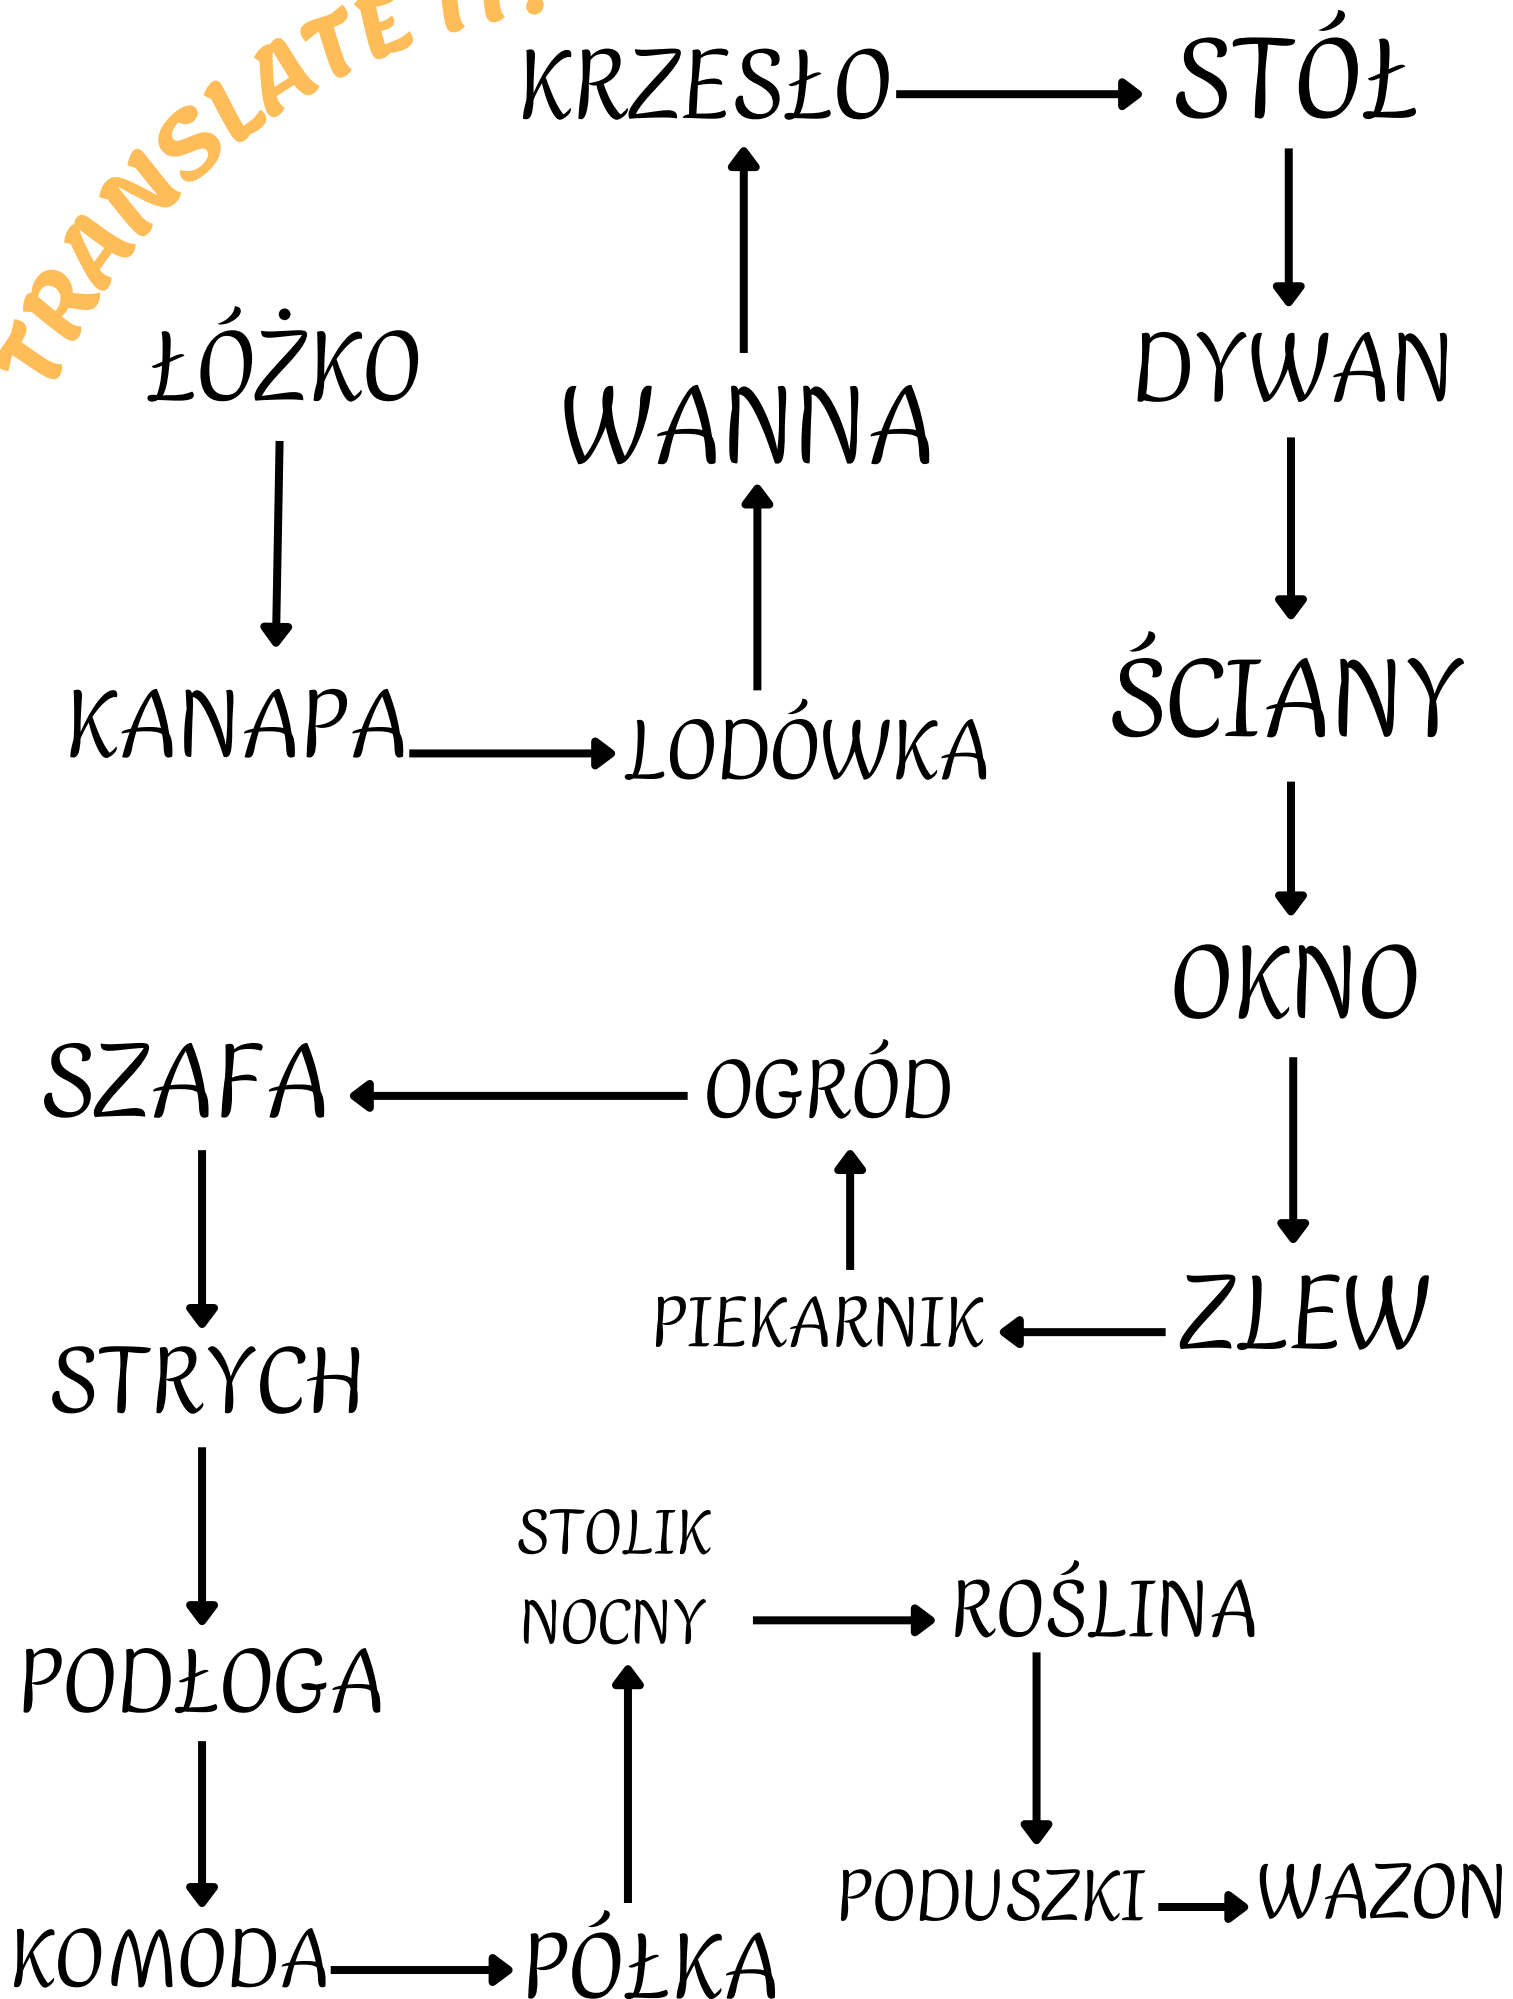 TRANSLATE IT!
KRZESŁO
STÓŁ
ŁÓŻKO
WANNA
DYWAN
KANAPA
LODÓWKA
ŚCIANY
OKNO
SZAFA
OGRÓD
PIEKARNIK
ZLEW
STRYCH
STOLIK
NOCNY
ROŚLINA
PODŁOGA
PODUSZKI
WAZON
KOMODA
PÓŁKA